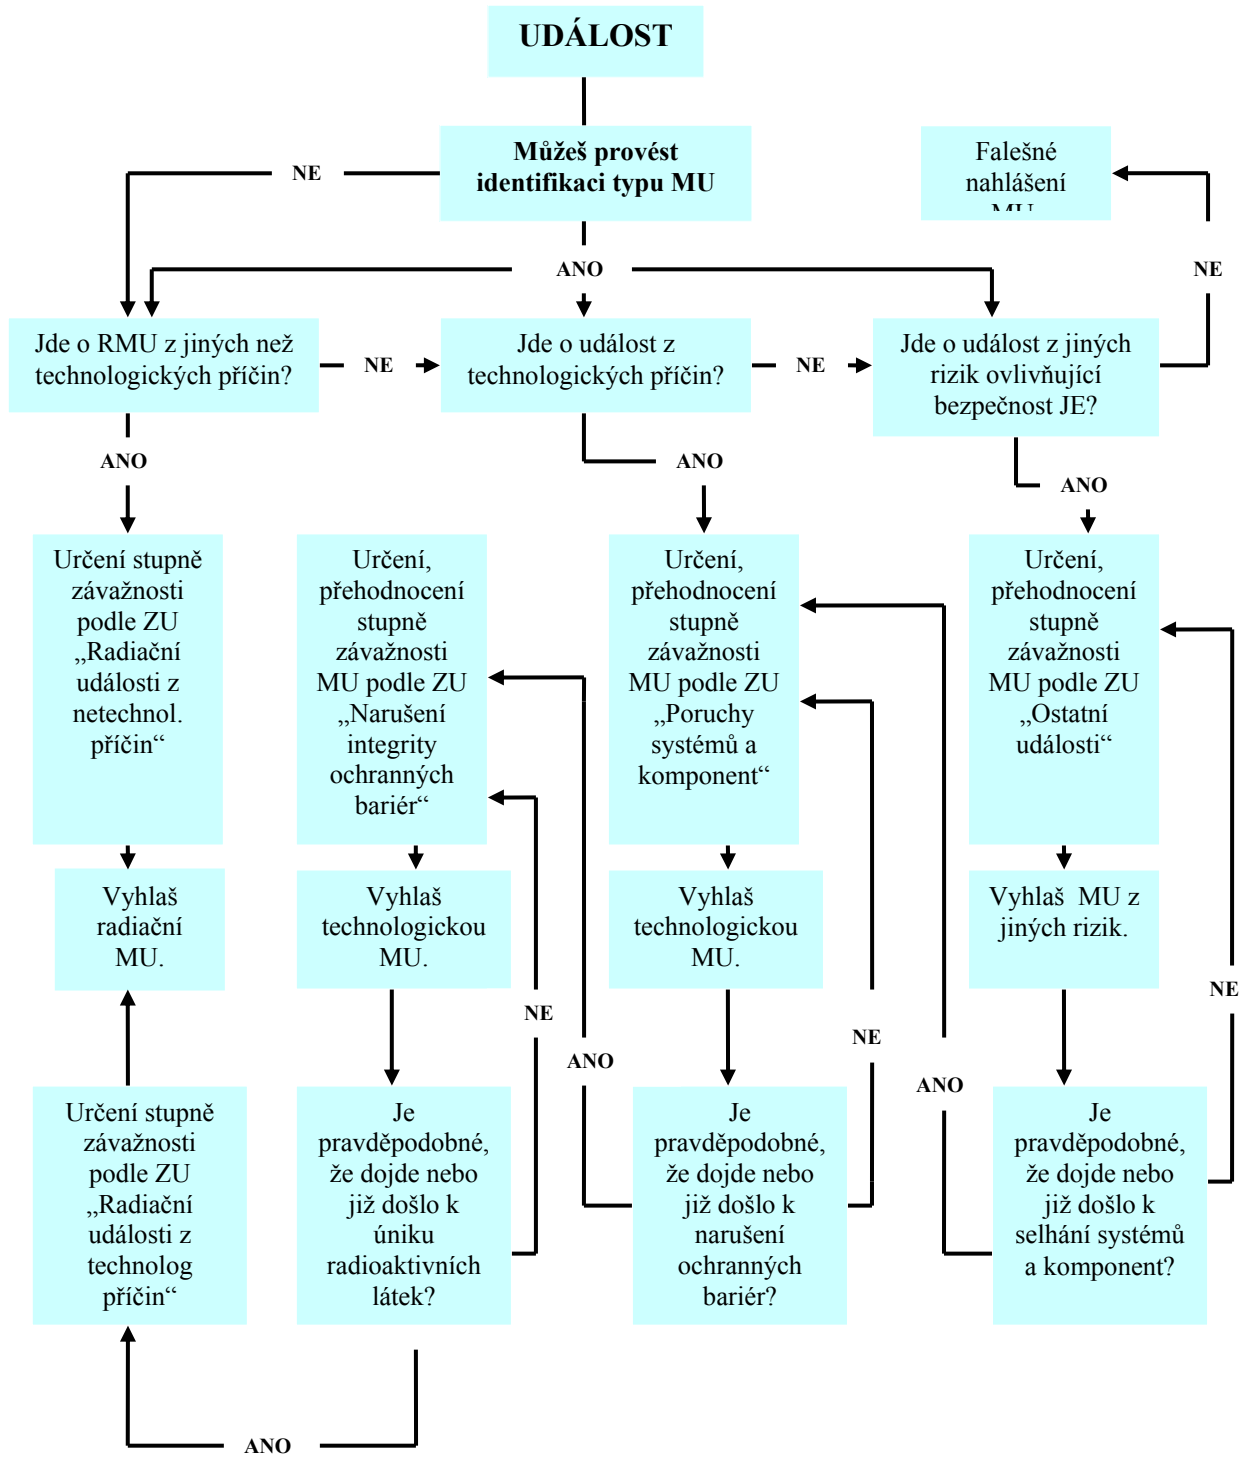 UDÁLOST
Můžeš provést
identifikaci typu MU
Falešné
nahlášení
MU
NE
ANO
NE
Jde o RMU z jiných než
technologických příčin?
NE
Jde o událost z
technologických příčin?
NE
Jde o událost z jiných
rizik ovlivňující
bezpečnost JE?
ANO
ANO
ANO
Určení stupně
závažnosti
podle ZU
„Radiační
události z
netechnol.
příčin“
Určení,
přehodnocení
stupně
závažnosti
MU podle ZU
„Narušení
integrity
ochranných
bariér“
Určení,
přehodnocení
stupně
závažnosti
MU podle ZU
„Poruchy
systémů a
komponent“
Určení,
přehodnocení
stupně
závažnosti
MU podle ZU
„Ostatní
události“
Vyhlaš
radiační
MU.
Vyhlaš
technologickou
MU.
Vyhlaš
technologickou
MU.
Vyhlaš  MU z
jiných rizik.
NE
ANO
NE
ANO
NE
Určení stupně
závažnosti
podle ZU
„Radiační
události z
technolog
příčin“
Je
pravděpodobné,
že dojde nebo
již došlo k
úniku
radioaktivních
látek?
Je
pravděpodobné,
že dojde nebo
již došlo k
narušení
ochranných
bariér?
Je
pravděpodobné,
že dojde nebo
již došlo k
selhání systémů
a komponent?
ANO